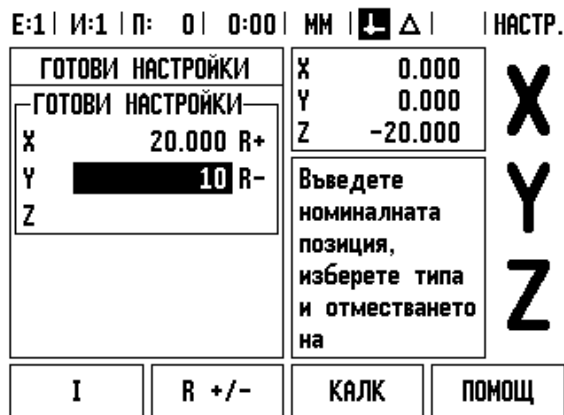 Е:1 | И:1 | П: 0 | 0:00 | ММ | Δ | | НАСТР.
ГОТОВИ НАСТРОЙКИ
ГОТОВИ НАСТРОЙКИ
X 20.000 R+
Y 10 R-
Z
X 0.000
Y 0.000
Z -20.000
Въведете
номиналната
позиция,
изберете типа
и отместването
на
X
Y
Z
I R +/- КАЛК ПОМОЩ